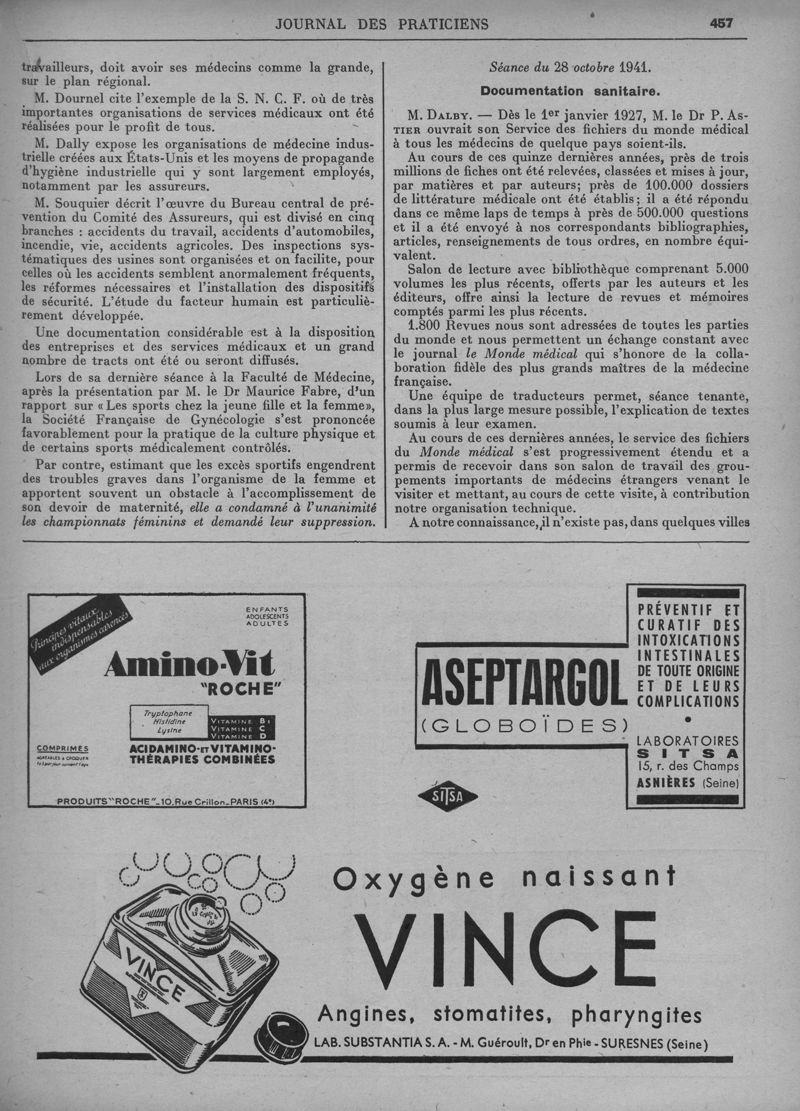 JOURNAL DES PRATICIENS
457
travailleurs, doit avoir ses médecins comme la grande,
sur le plan régional.
M. Dournel cite l'exemple de la S. N. C. F. où de très
importantes organisations de services médicaux ont été
réalisées pour le profit de tous.
M. Dally expose les organisations de médecine indus-
trielle créées aux États-Unis et les moyens de propagande
d'hygiène industrielle qui y sont largement employés,
notamment par les assureurs.
M. Souquier décrit l'œuvre du Bureau central de pré-
vention du Comité des Assureurs, qui est divisé en cinq
branches : accidents du travail, accidents d'automobiles,
incendie, vie, accidents agricoles. Des inspections sys-
tématiques des usines sont organisées et on facilite, pour
celles où les accidents semblent anormalement fréquents,
les réformes nécessaires et l'installation des dispositifs
de sécurité. L'étude du facteur humain est particuliè-
rement développée.
Une documentation considérable est à la disposition
des entreprises et des services médicaux et un grand
nombre de tracts ont été ou seront diffusés.
Lors de sa dernière séance à la Faculté de Médecine,
après la présentation par M. le Dr Maurice Fabre, d'un
rapport sur « Les sports chez la jeune fille et la femme »,
la Société Française de Gynécologie s'est prononcée
favorablement pour la pratique de la culture physique et
de certains sports médicalement contrôlés.
Par contre, estimant que les excès sportifs engendrent
des troubles graves dans l'organisme de la femme et
apportent souvent un obstacle à l'accomplissement de
son devoir de maternité, elle a condamné à l'unanimité
les championnats féminins et demandé leur suppression.
Séance du 28 octobre 1941.
Documentation sanitaire.
M. DALBY. — Dès le 1er janvier 1927, M. le Dr P. As-
TIER ouvrait son Service des fichiers du monde médical
à tous les médecins de quelque pays soient-ils.
Au cours de ces quinze dernières années, près de trois
millions de fiches ont été relevées, classées et mises à jour,
par matières et par auteurs; près de 100.000 dossiers
de littérature médicale ont été établis; il a été répondu
dans ce même laps de temps à près de 500.000 questions
et il a été envoyé à nos correspondants bibliographies,
articles, renseignements de tous ordres, en nombre équi-
valent.
Salon de lecture avec bibliothèque comprenant 5.000
volumes les plus récents, offerts par les auteurs et les
éditeurs, offre ainsi la lecture de revues et mémoires
comptés parmi les plus récents.
1.800 Revues nous sont adressées de toutes les parties
du monde et nous permettent un échange constant avec
le journal le Monde médical qui s'honore de la colla-
boration fidèle des plus grands maîtres de la médecine
française.
Une équipe de traducteurs permet, séance tenante,
dans la plus large mesure possible, l'explication de textes
soumis à leur examen.
Au cours de ces dernières années, le service des fichiers
du Monde médical s'est progressivement étendu et a
permis de recevoir dans son salon de travail des grou-
pements importants de médecins étrangers venant le
visiter et mettant, au cours de cette visite, à contribution
notre organisation technique.
A notre connaissance, il n'existe pas, dans quelques villes
Principes vitaux
indispensables
aux organismes carencés
ENFANTS
ADOLESCENTS
ADULTES
Amino-Vit
"ROCHE"
Tryptophane
Histidine
Lysine
VITAMINE B1
VITAMINE C
VITAMINE D
COMPRIMÉS
AGRÉABLES A CROQUER
ACIDAMINO-ET VITAMINO-
THÉRAPIES COMBINÉES
PRODUITS "ROCHE"_10.Rue Crillon_PARIS (4e)
ASEPTARGOL
(GLOBOÏDES)
SITSA
PRÉVENTIF ET
CURATIF DES
INTOXICATIONS
INTESTINALES
DE TOUTE ORIGINE
ET DE LEURS
COMPLICATIONS
LABORATOIRES
SITSA
15, r. des Champs
ASNIÈRES (Seine)
VINCE
Oxygène naissant
VINCE
Angines, stomatites, pharyngites
LAB. SUBSTANTIA S. A. - M. Guéroult, Dr en Phie - SURESNES (Seine)